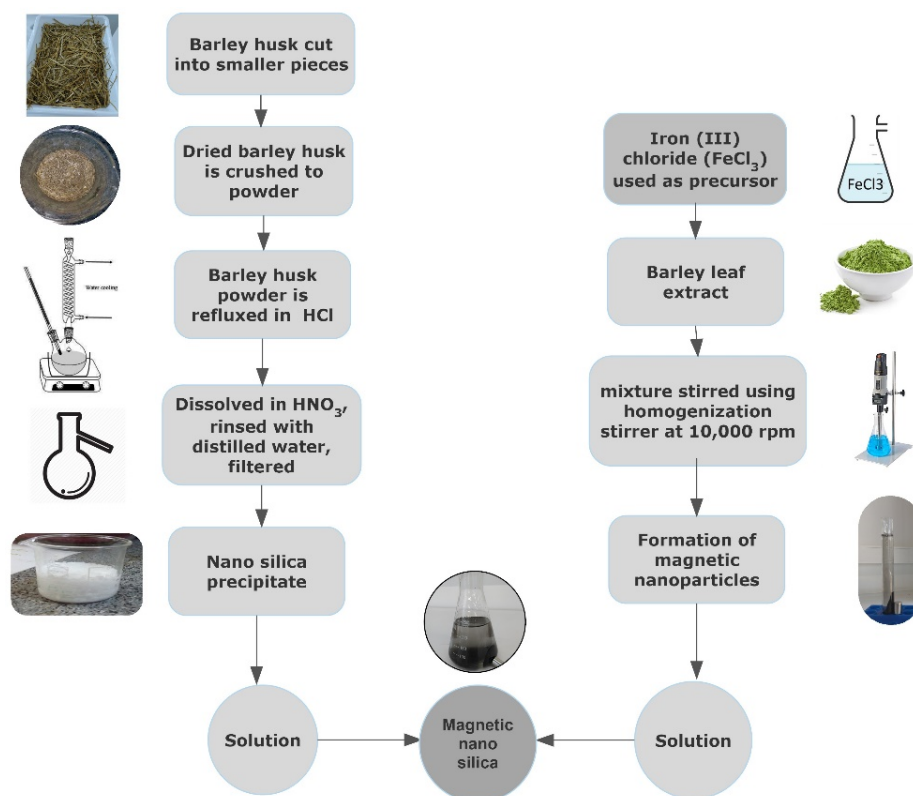 Barley husk cut
into smaller pieces
Dried barley husk
is crushed to
powder
Barley husk
powder is
refluxed in HCl
Water cooling
Dissolved in HNO₃,
rinsed with
distilled water,
filtered
Nano silica
precipitate
Solution
Iron (III)
chloride (FeCl₃)
used as precursor
FeCl3
Barley leaf
extract
mixture stirred using
homogenization
stirrer at 10,000 rpm
Formation of
magnetic
nanoparticles
Solution
Magnetic
nano
silica